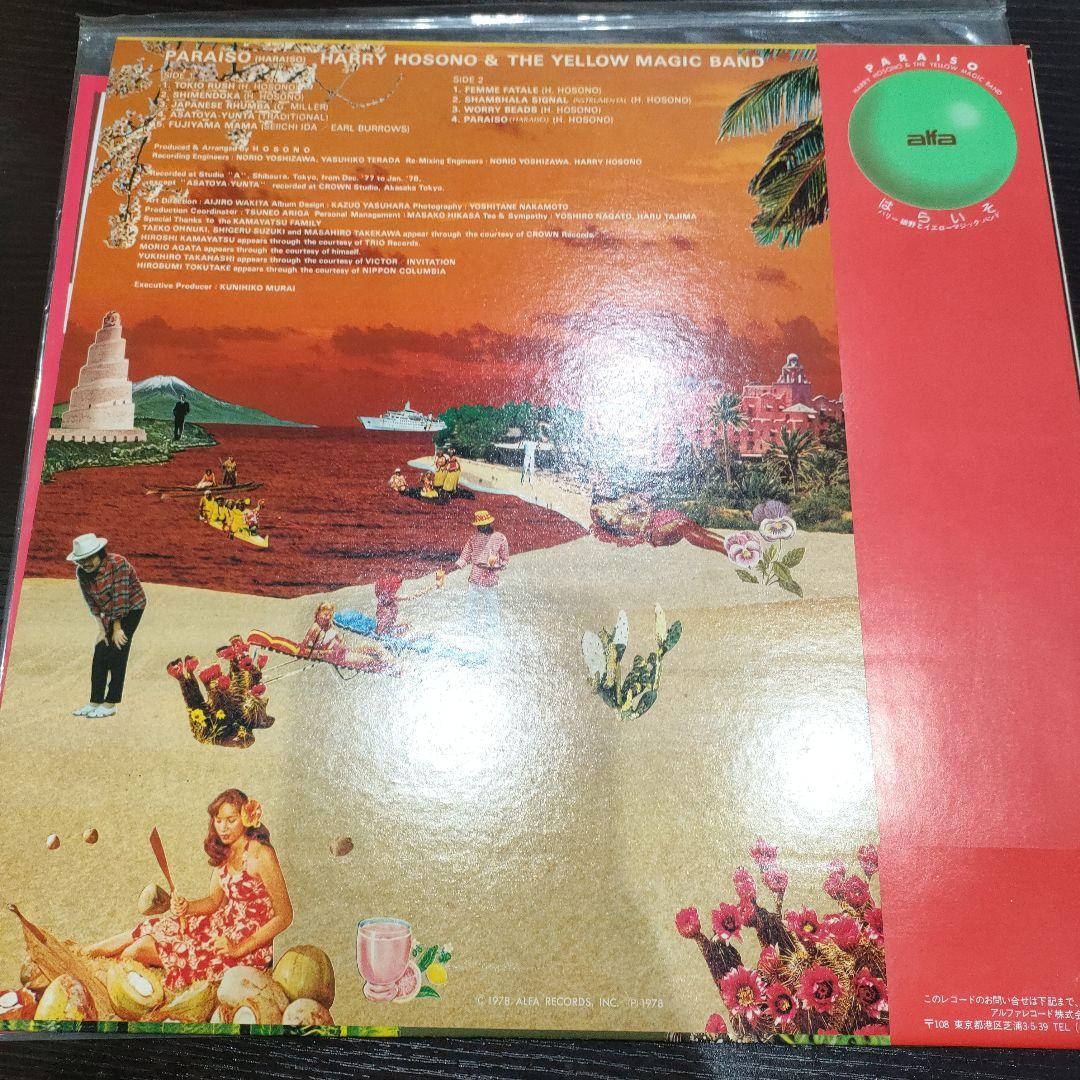 PARAISO (HARAISO) HARRY HOSONO & THE YELLOW MAGIC BAND
SIDE 1
1. TOKIO RUSH (H. HOSONO)
2. SHIMENDOKA (H. HOSONO)
3. JAPANESE RHUMBA (G. MILLER)
4. ASATOYA-YUNTA (TRADITIONAL)
5. FUJIYAMA MAMA (SEIICHI IDA - EARL BURROWS)
SIDE 2
1. FEMME FATALE (H. HOSONO)
2. SHAMBHALA SIGNAL INSTRUMENTAL (H. HOSONO)
3. WORRY BEADS (H. HOSONO)
4. PARAISO (HARAISO) (H. HOSONO)
Produced & Arranged by HOSONO
Recording Engineers : NORIO YOSHIZAWA, YASUHIKO TERADA Re-Mixing Engineers : NORIO YOSHIZAWA, HARRY HOSONO
Recorded at Studio "A", Shibaura, Tokyo, from Dec. '77 to Jan. '78.
except "ASATOYA-YUNTA" recorded at CROWN Studio, Akasaka Tokyo.
Art Direction : AIJIRO WAKITA Album Design : KAZUO YASUHARA Photography : YOSHITANE NAKAMOTO
Production Coordinator : TSUNEO ARIGA Personal Management : MASAKO HIKASA Tea & Sympathy : YOSHIRO NAGATO, HARU TAJIMA
Special Thanks to the KAMAYATSU FAMILY
TAEKO ONNUKI, SHIGERU SUZUKI and MASAHIRO TAKEKAWA appear through the courtesy of CROWN Records.
HIROSHI KAMAYATSU appears through the courtesy of TRIO Records.
MORIO AGATA appears through the courtesy of himself.
YUKIHIRO TAKAHASHI appears through the courtesy of VICTOR / INVITATION
HIROBUMI TOKUTAKE appears through the courtesy of NIPPON COLUMBIA
Executive Producer : KUNIHIKO MURAI
PARAISO
HARRY HOSONO & THE YELLOW MAGIC BAND
alfa
はらいそ
ハリー細野とイエローマジック・バンド
© 1978. ALFA RECORDS, INC. ℗ 1978
このレコードのお問い合せは下記まで、
アルファレコード株式会
〒108 東京都港区芝浦3-5-39 TEL (